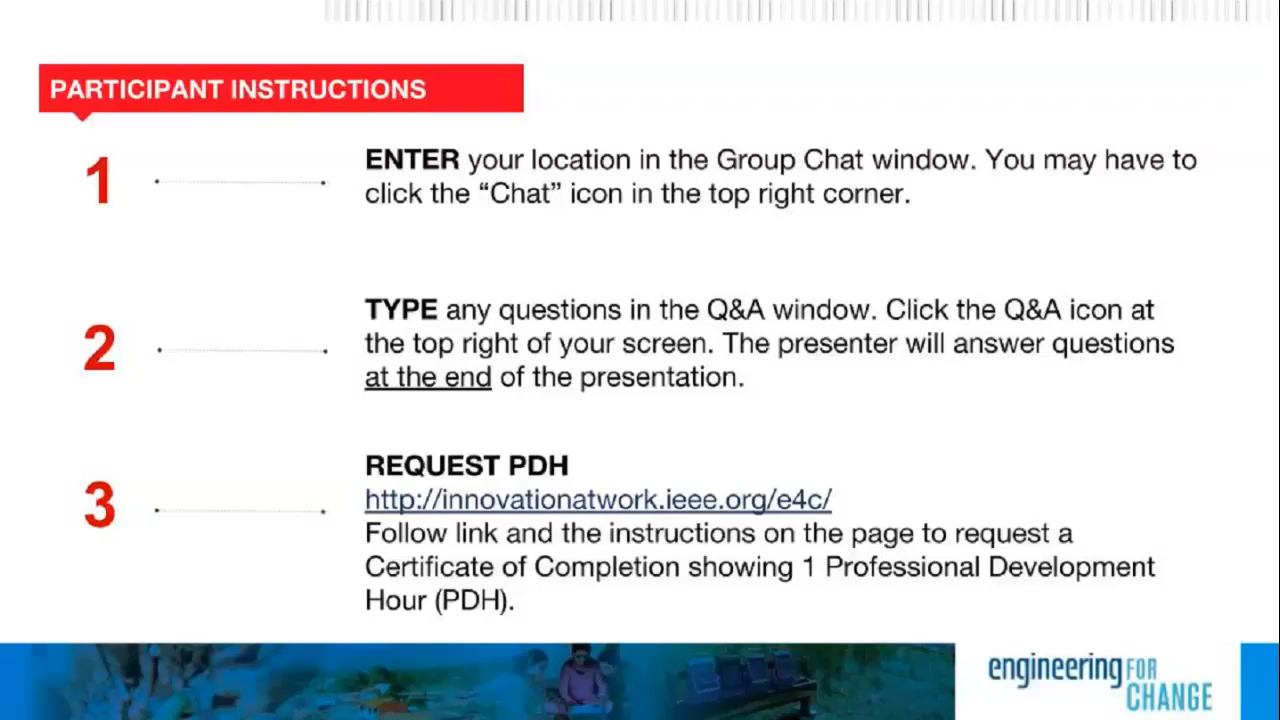 PARTICIPANT INSTRUCTIONS
1
ENTER your location in the Group Chat window. You may have to
click the “Chat” icon in the top right corner.
2
TYPE any questions in the Q&A window. Click the Q&A icon at
the top right of your screen. The presenter will answer questions
at the end of the presentation.
3
REQUEST PDH
http://innovationatwork.ieee.org/e4c/
Follow link and the instructions on the page to request a
Certificate of Completion showing 1 Professional Development
Hour (PDH).
engineering FOR
CHANGE